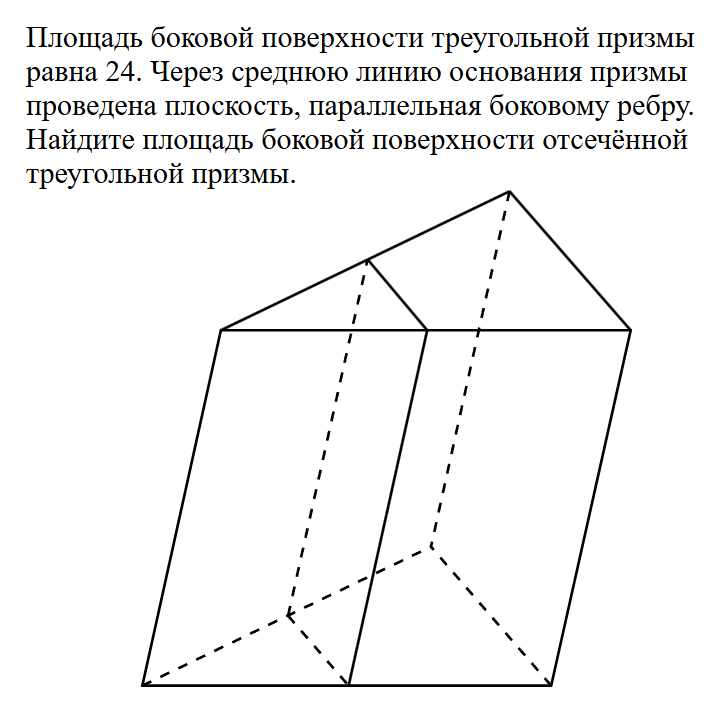 Площадь боковой поверхности треугольной призмы
равна 24. Через среднюю линию основания призмы
проведена плоскость, параллельная боковому ребру.
Найдите площадь боковой поверхности отсечённой
треугольной призмы.